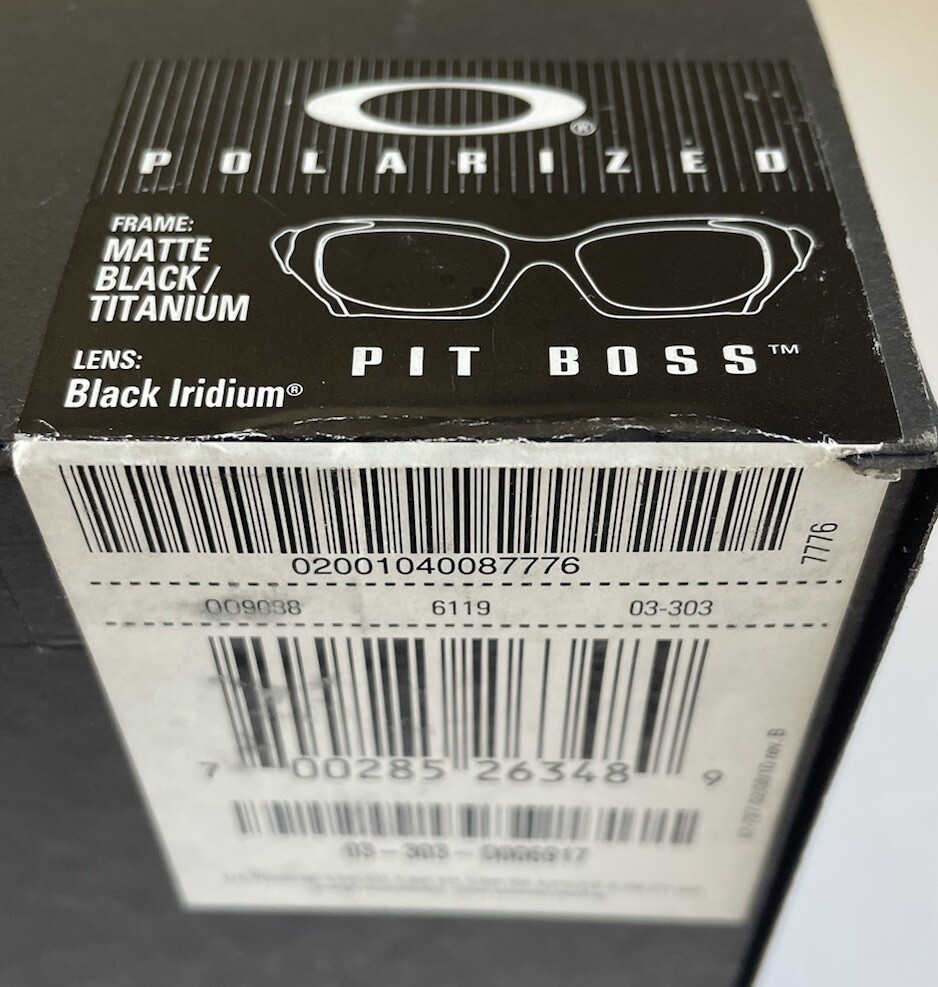 ®
POLARIZED
FRAME:
MATTE
BLACK/
TITANIUM
PIT BOSS™
LENS:
Black Iridium®
02001040087776
7776
009038 6119 03-303
7 00285 26348 9
03-303-